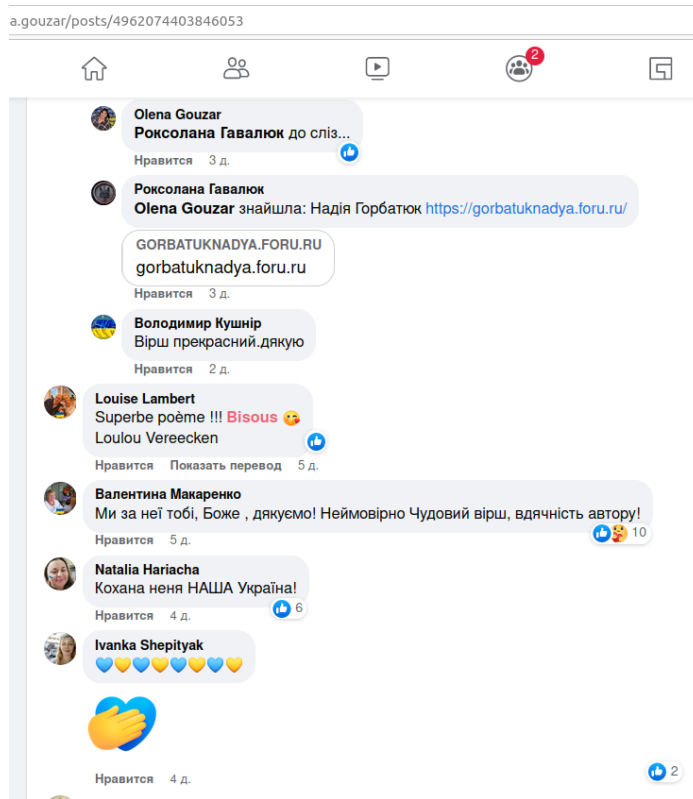 a.gouzar/posts/4962074403846053
2
Olena Gouzar
Роксолана Гавалюк до сліз...
Нравится 3 д.
Роксолана Гавалюк
Olena Gouzar знайшла: Надія Горбатюк https://gorbatuknadya.foru.ru/
GORBATUKNADYA.FORU.RU
gorbatuknadya.foru.ru
Нравится 3 д.
Володимир Кушнір
Вірш прекрасний.дякую
Нравится 2 д.
Louise Lambert
Superbe poème !!! Bisous 😋
Loulou Vereecken
Нравится Показать перевод 5 д.
Валентина Макаренко
Ми за неї тобі, Боже , дякуємо! Неймовірно Чудовий вірш, вдячність автору!
10
Нравится 5 д.
Natalia Hariacha
Кохана неня НАША Україна!
6
Нравится 4 д.
Ivanka Shepityak
💙💛💙💛💙💛💙💛
Нравится 4 д.
2